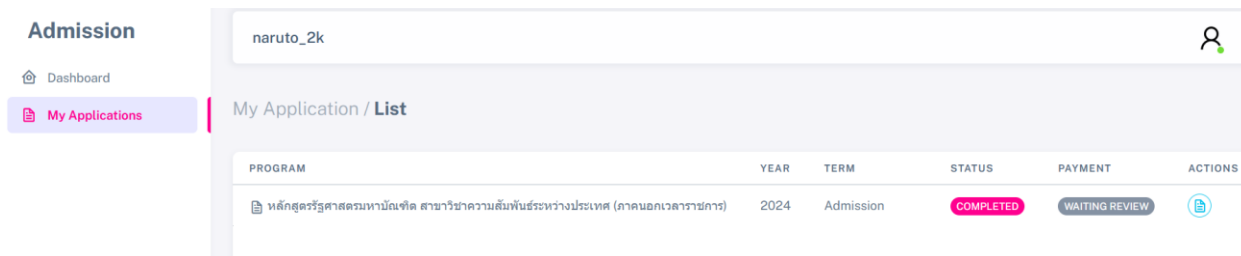 Admission
naruto_2k
Dashboard
My Applications
My Application / List
PROGRAM YEAR TERM STATUS PAYMENT ACTIONS
หลักสูตรรัฐศาสตรมหาบัณฑิต สาขาวิชาความสัมพันธ์ระหว่างประเทศ (ภาคนอกเวลาราชการ) 2024 Admission COMPLETED WAITING REVIEW